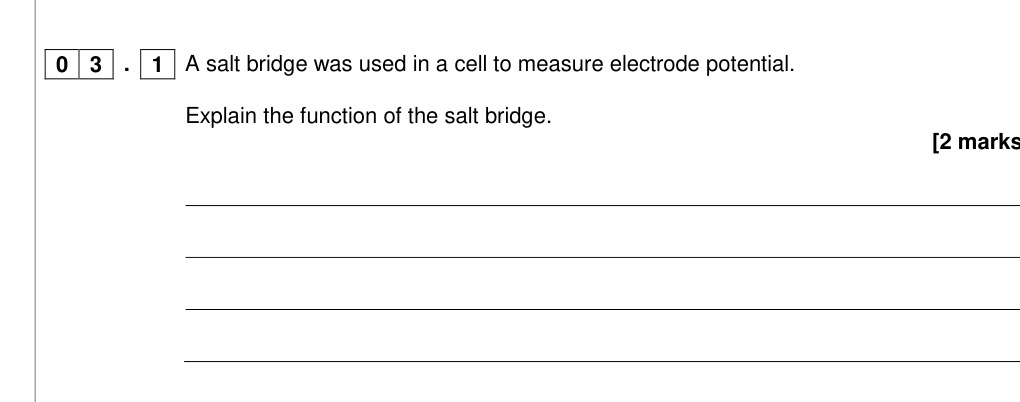 0 3 . 1 A salt bridge was used in a cell to measure electrode potential.
Explain the function of the salt bridge.
[2 marks